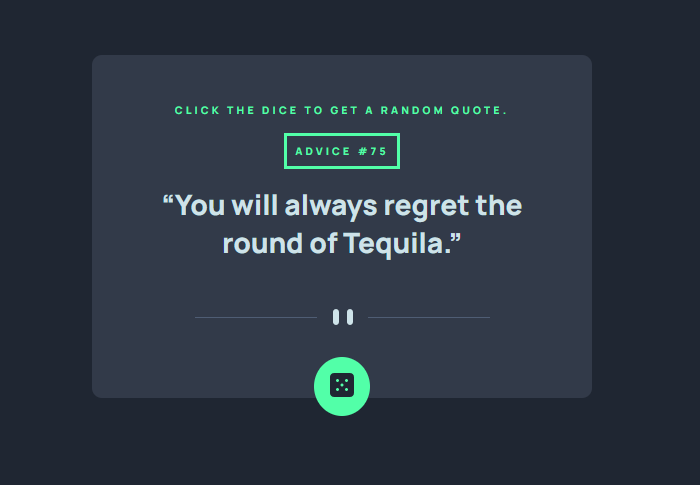 CLICK THE DICE TO GET A RANDOM QUOTE.
ADVICE #75
“You will always regret the
round of Tequila.”